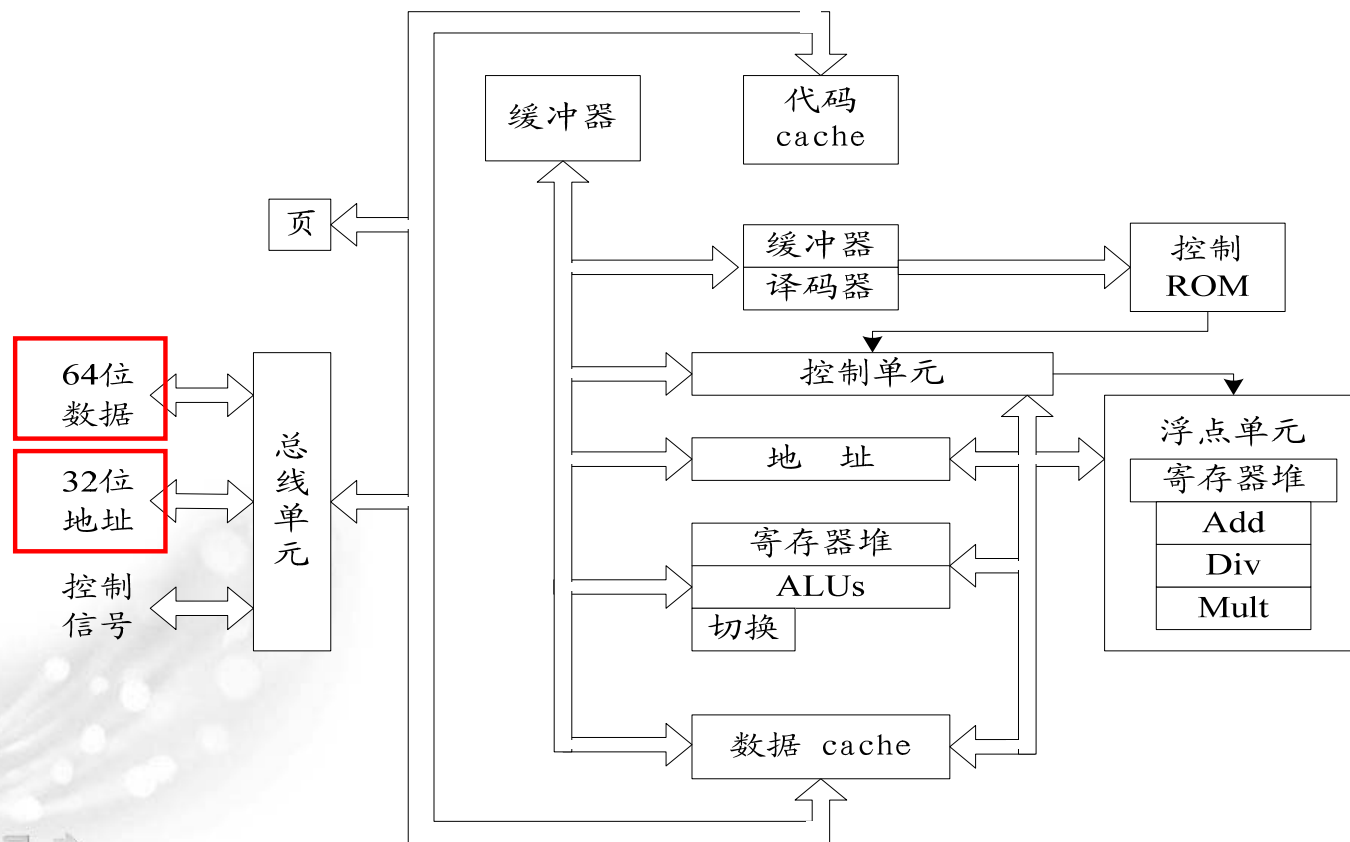 缓冲器
代码
cache
页
缓冲器
译码器
控制
ROM
64位
数据
32位
地址
控制
信号
总
线
单
元
控制单元
地 址
寄存器堆
ALUs
切换
数据 cache
浮点单元
寄存器堆
Add
Div
Mult